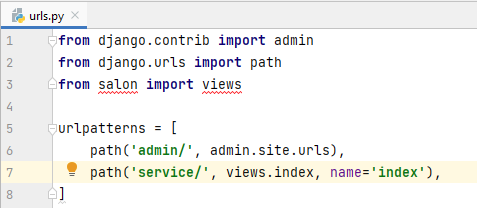 urls.py
1 from django.contrib import admin
2 from django.urls import path
3 from salon import views
4
5 urlpatterns = [
6 path('admin/', admin.site.urls),
7 path('service/', views.index, name='index'),
8 ]